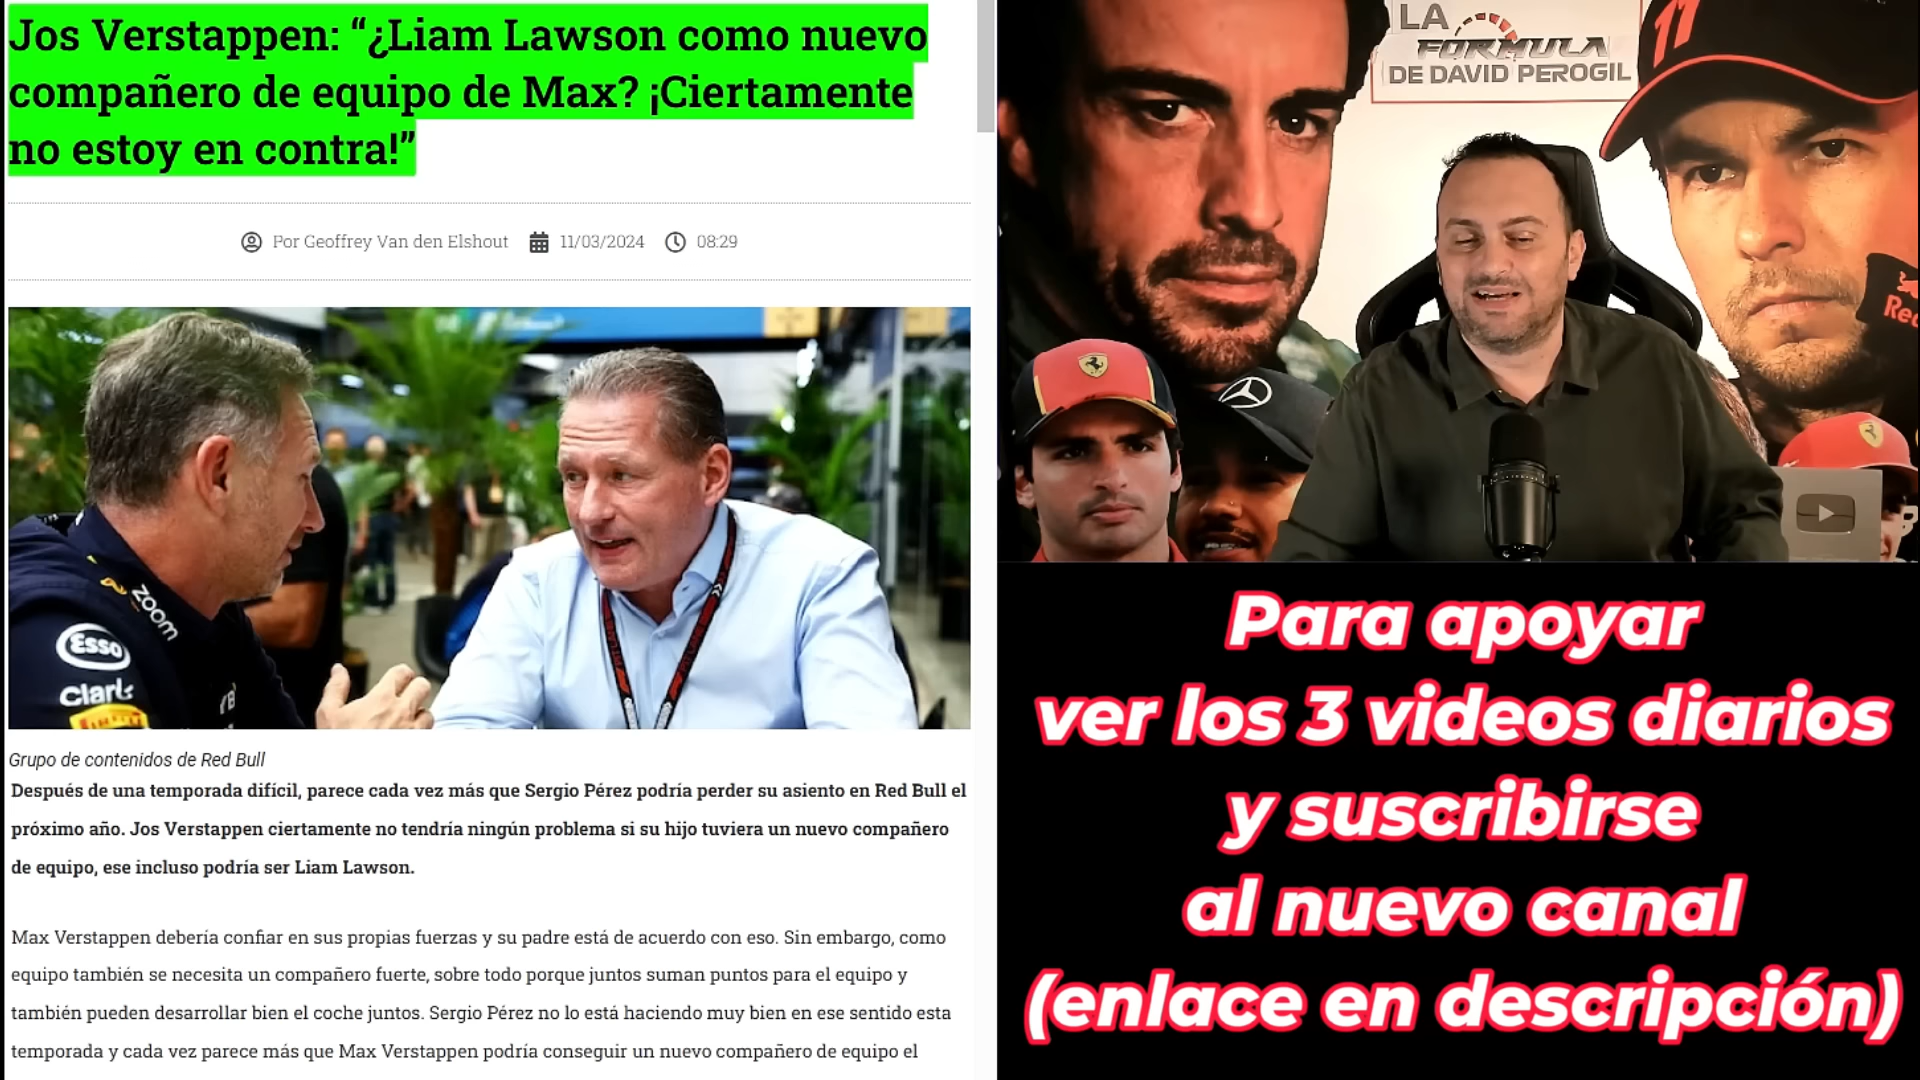 Jos Verstappen: “¿Liam Lawson como nuevo
compañero de equipo de Max? ¡Ciertamente
no estoy en contra!”
Por Geoffrey Van den Elshout 11/03/2024 08:29
zoom
Esso
Claro
PIRELLI
Grupo de contenidos de Red Bull
Después de una temporada difícil, parece cada vez más que Sergio Pérez podría perder su asiento en Red Bull el
próximo año. Jos Verstappen ciertamente no tendría ningún problema si su hijo tuviera un nuevo compañero
de equipo, ese incluso podría ser Liam Lawson.
Max Verstappen debería confiar en sus propias fuerzas y su padre está de acuerdo con eso. Sin embargo, como
equipo también se necesita un compañero fuerte, sobre todo porque juntos suman puntos para el equipo y
también pueden desarrollar bien el coche juntos. Sergio Pérez no lo está haciendo muy bien en ese sentido esta
temporada y cada vez parece más que Max Verstappen podría conseguir un nuevo compañero de equipo el
LA
FORMULA
DE DAVID PEROGIL
11
Red
Para apoyar
ver los 3 videos diarios
y suscribirse
al nuevo canal
(enlace en descripción)